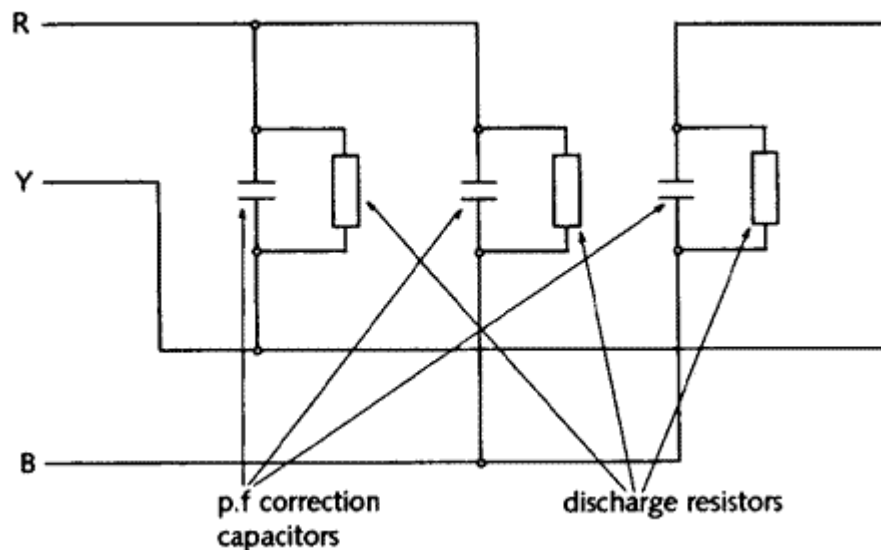 R
Y
B
p.f correction
capacitors
discharge resistors